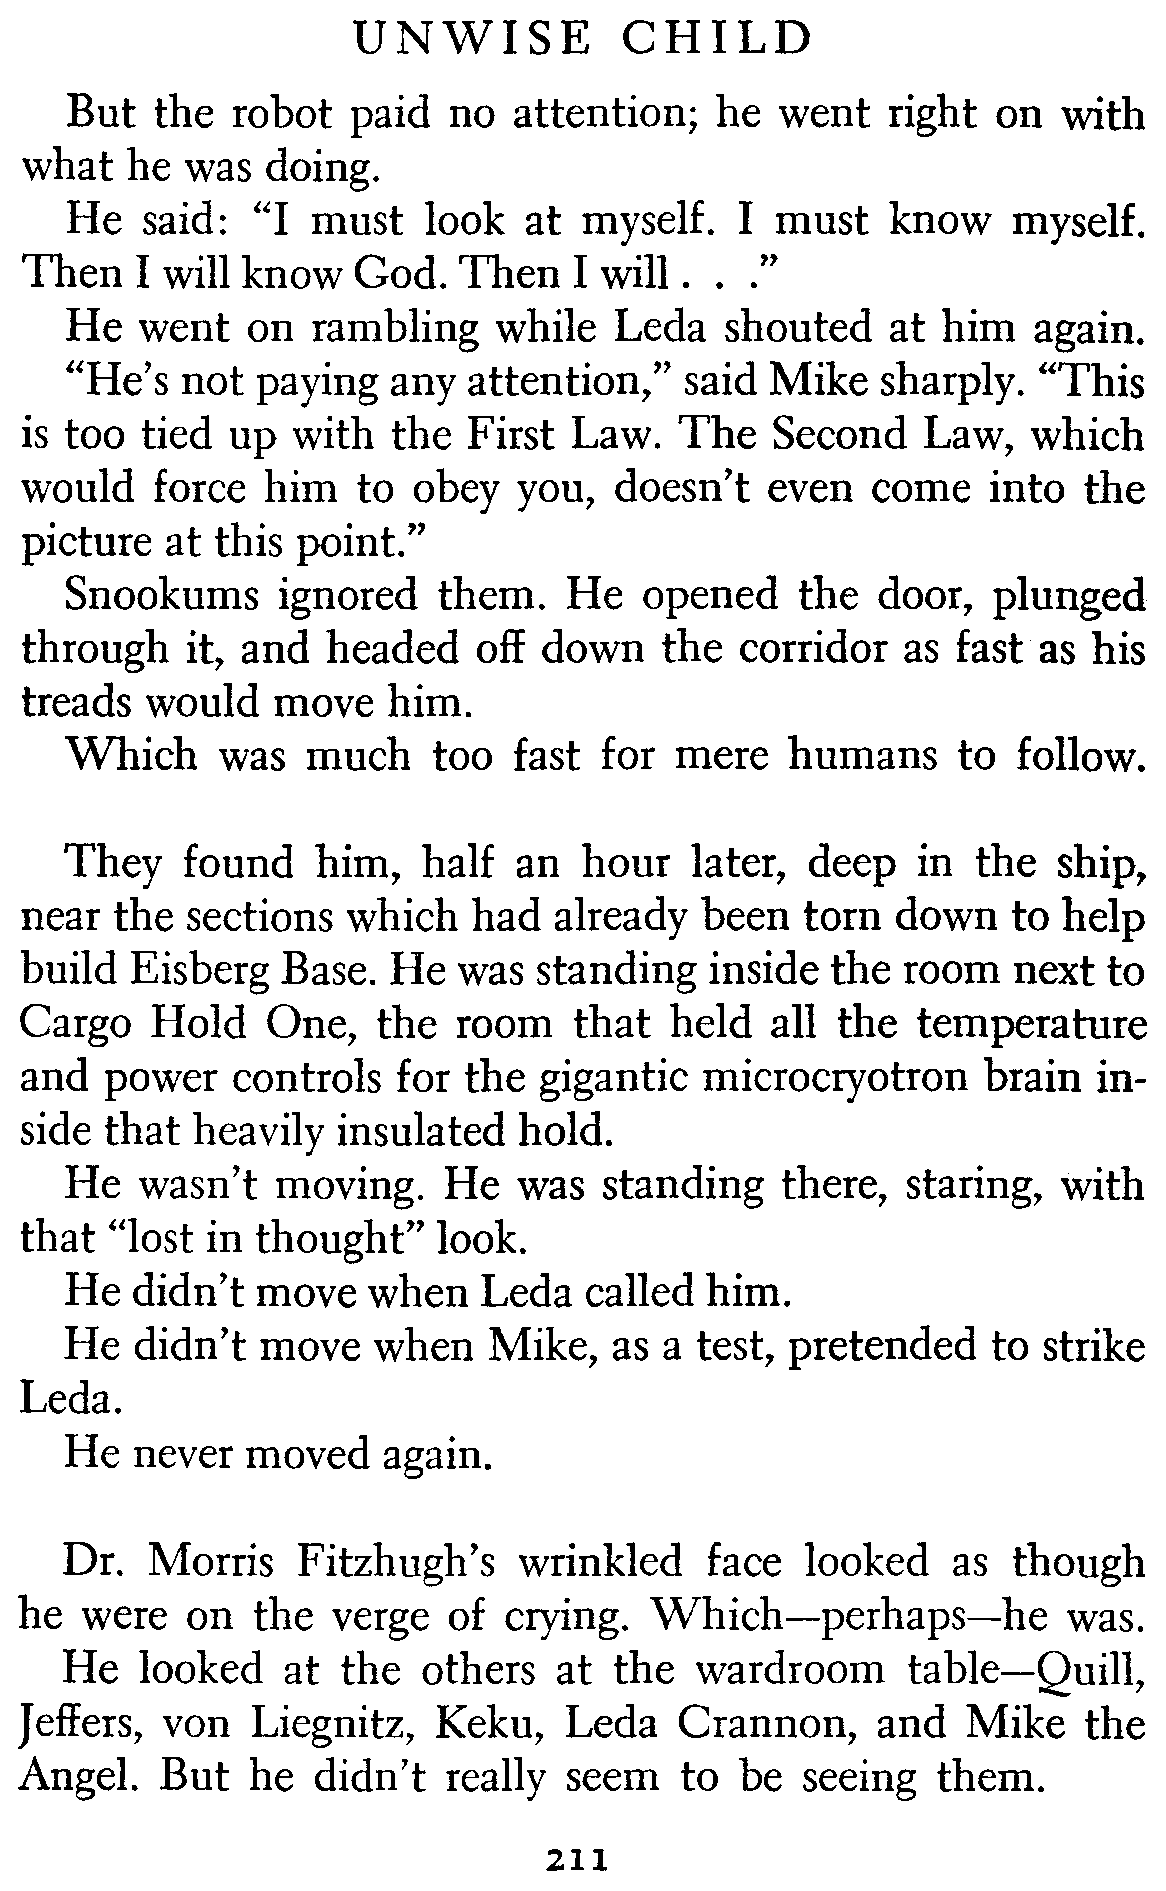 UNWISE CHILD
But the robot paid no attention; he went right on with
what he was doing.
He said: “I must look at myself. I must know myself.
Then I will know God. Then I will . . .”
He went on rambling while Leda shouted at him again.
“He’s not paying any attention,” said Mike sharply. “This
is too tied up with the First Law. The Second Law, which
would force him to obey you, doesn’t even come into the
picture at this point.”
Snookums ignored them. He opened the door, plunged
through it, and headed off down the corridor as fast as his
treads would move him.
Which was much too fast for mere humans to follow.
They found him, half an hour later, deep in the ship,
near the sections which had already been torn down to help
build Eisberg Base. He was standing inside the room next to
Cargo Hold One, the room that held all the temperature
and power controls for the gigantic microcryotron brain in-
side that heavily insulated hold.
He wasn’t moving. He was standing there, staring, with
that “lost in thought” look.
He didn’t move when Leda called him.
He didn’t move when Mike, as a test, pretended to strike
Leda.
He never moved again.
Dr. Morris Fitzhugh’s wrinkled face looked as though
he were on the verge of crying. Which—perhaps—he was.
He looked at the others at the wardroom table—Quill,
Jeffers, von Liegnitz, Keku, Leda Crannon, and Mike the
Angel. But he didn’t really seem to be seeing them.
211